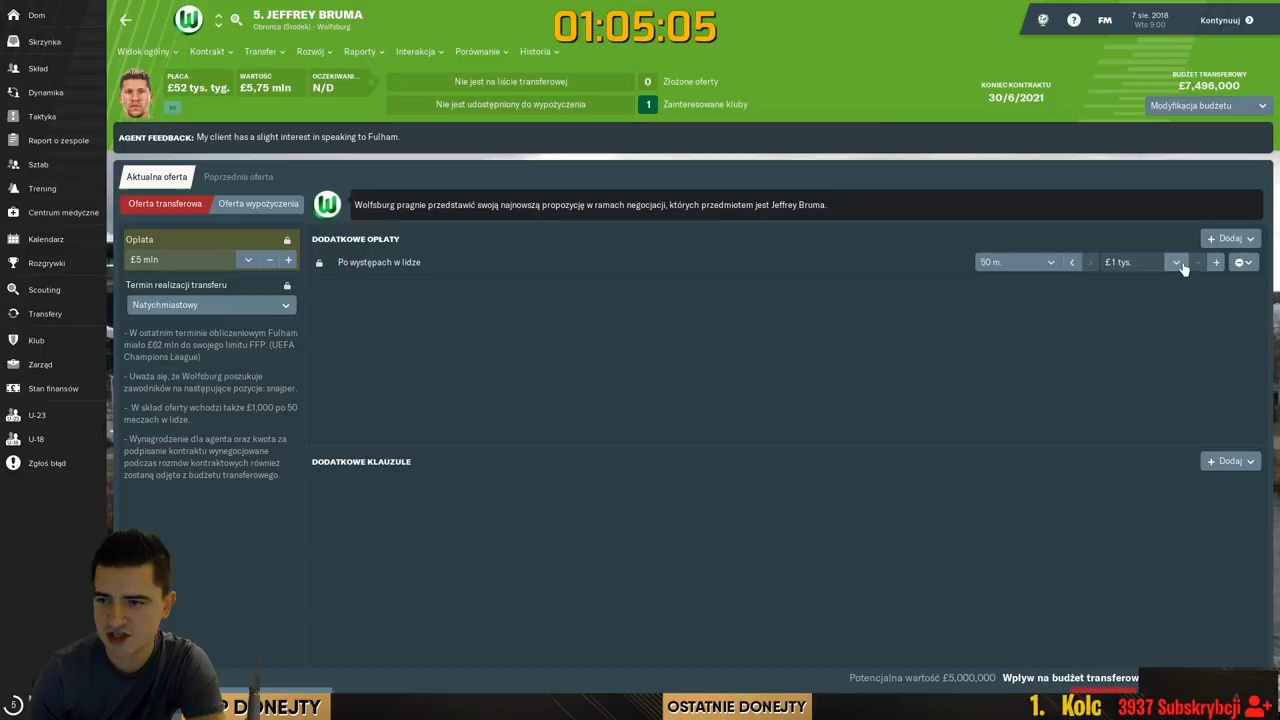 Dom
Skrzynka
Skład
Dynamika
Taktyka
Raport o zespole
Sztab
Trening
Centrum medyczne
Kalendarz
Rozgrywki
Scouting
Transfery
Klub
Zarząd
Stan finansów
U-23
U-18
Zgłoś błąd
5
5. JEFFREY BRUMA
Obrońca (Środek) - Wolfsburg
01:05:05
FM
7 sie. 2018
Wto 9:00
Kontynuuj
Widok ogólny
Kontrakt
Transfer
Rozwój
Raporty
Interakcja
Porównanie
Historia
PŁACA
£52 tys. tyg.
WARTOŚĆ
£5,75 mln
OCZEKIWANI...
N/D
Int
Nie jest na liście transferowej
0
Złożone oferty
Nie jest udostępniony do wypożyczenia
1
Zainteresowane kluby
KONIEC KONTRAKTU
30/6/2021
BUDŻET TRANSFEROWY
£7,496,000
Modyfikacja budżetu
AGENT FEEDBACK: My client has a slight interest in speaking to Fulham.
Aktualna oferta
Poprzednia oferta
Oferta transferowa
Oferta wypożyczenia
Wolfsburg pragnie przedstawić swoją najnowszą propozycję w ramach negocjacji, których przedmiotem jest Jeffrey Bruma.
Opłata
£5 mln
Termin realizacji transferu
Natychmiastowy
- W ostatnim terminie obliczeniowym Fulham
miało £62 mln do swojego limitu FFP. (UEFA
Champions League)
- Uważa się, że Wolfsburg poszukuje
zawodników na następujące pozycje: snajper.
- W skład oferty wchodzi także £1,000 po 50
meczach w lidze.
- Wynagrodzenie dla agenta oraz kwota za
podpisanie kontraktu wynegocjowane
podczas rozmów kontraktowych również
zostaną odjęte z budżetu transferowego.
DODATKOWE OPŁATY
+ Dodaj
Po występach w lidze
50 m.
£1 tys.
DODATKOWE KLAUZULE
+ Dodaj
Potencjalna wartość £5,000,000
Wpływ na budżet transferow
P DONEJTY
OSTATNIE DONEJTY
1. Kolc
3937 Subskrybcji